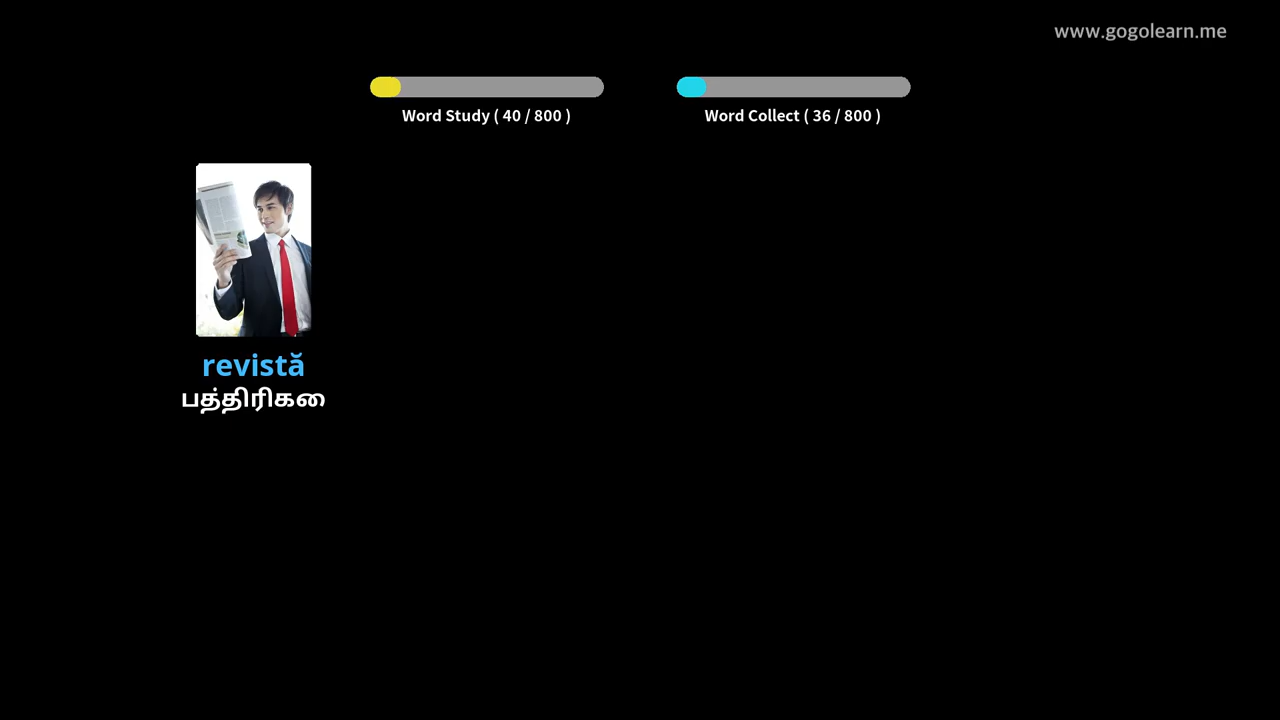 www.gogolearn.me
Word Study ( 40 / 800 )
Word Collect ( 36 / 800 )
revistă
பத்திரிகை